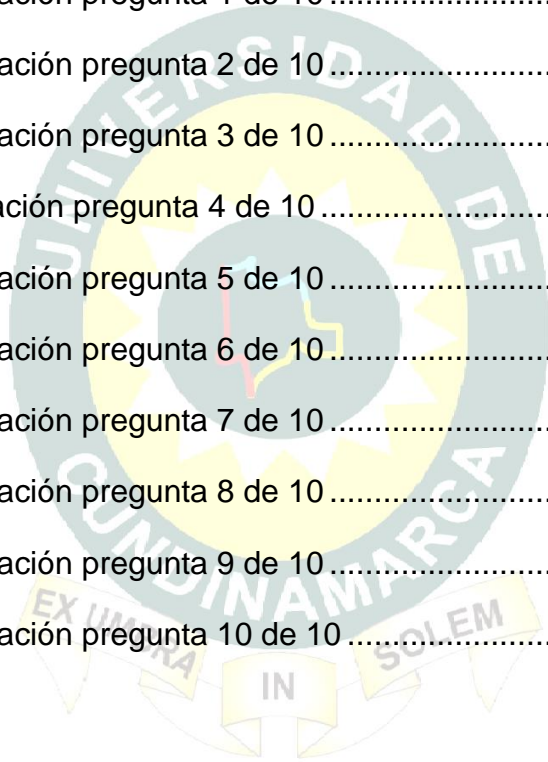 ación pregunta 1 de 10 ..........................
ación pregunta 2 de 10 ..........................
ación pregunta 3 de 10 ..........................
ación pregunta 4 de 10 ..........................
ación pregunta 5 de 10 ..........................
ación pregunta 6 de 10 ..........................
ación pregunta 7 de 10 ..........................
ación pregunta 8 de 10 ..........................
ación pregunta 9 de 10 ..........................
ación pregunta 10 de 10 ........................
UNIVERSIDAD DE
CUNDINAMARCA
EX UMBRA
IN
SOLEM